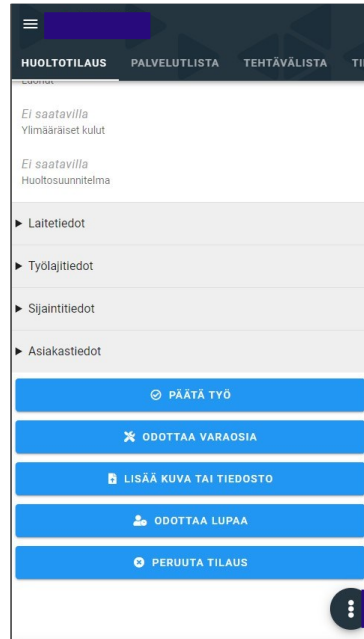 HUOLTOTILAUS PALVELUTLISTA TEHTÄVÄLISTA
Ei saatavilla
Ylimääräiset kulut
Ei saatavilla
Huoltosuunnitelma
Laitetiedot
Työlajitiedot
Sijaintitiedot
Asiakastiedot
PÄÄTÄ TYÖ
ODOTTAA VARAOSIA
LISÄÄ KUVA TAI TIEDOSTO
ODOTTAA LUPAA
PERUUTA TILAUS